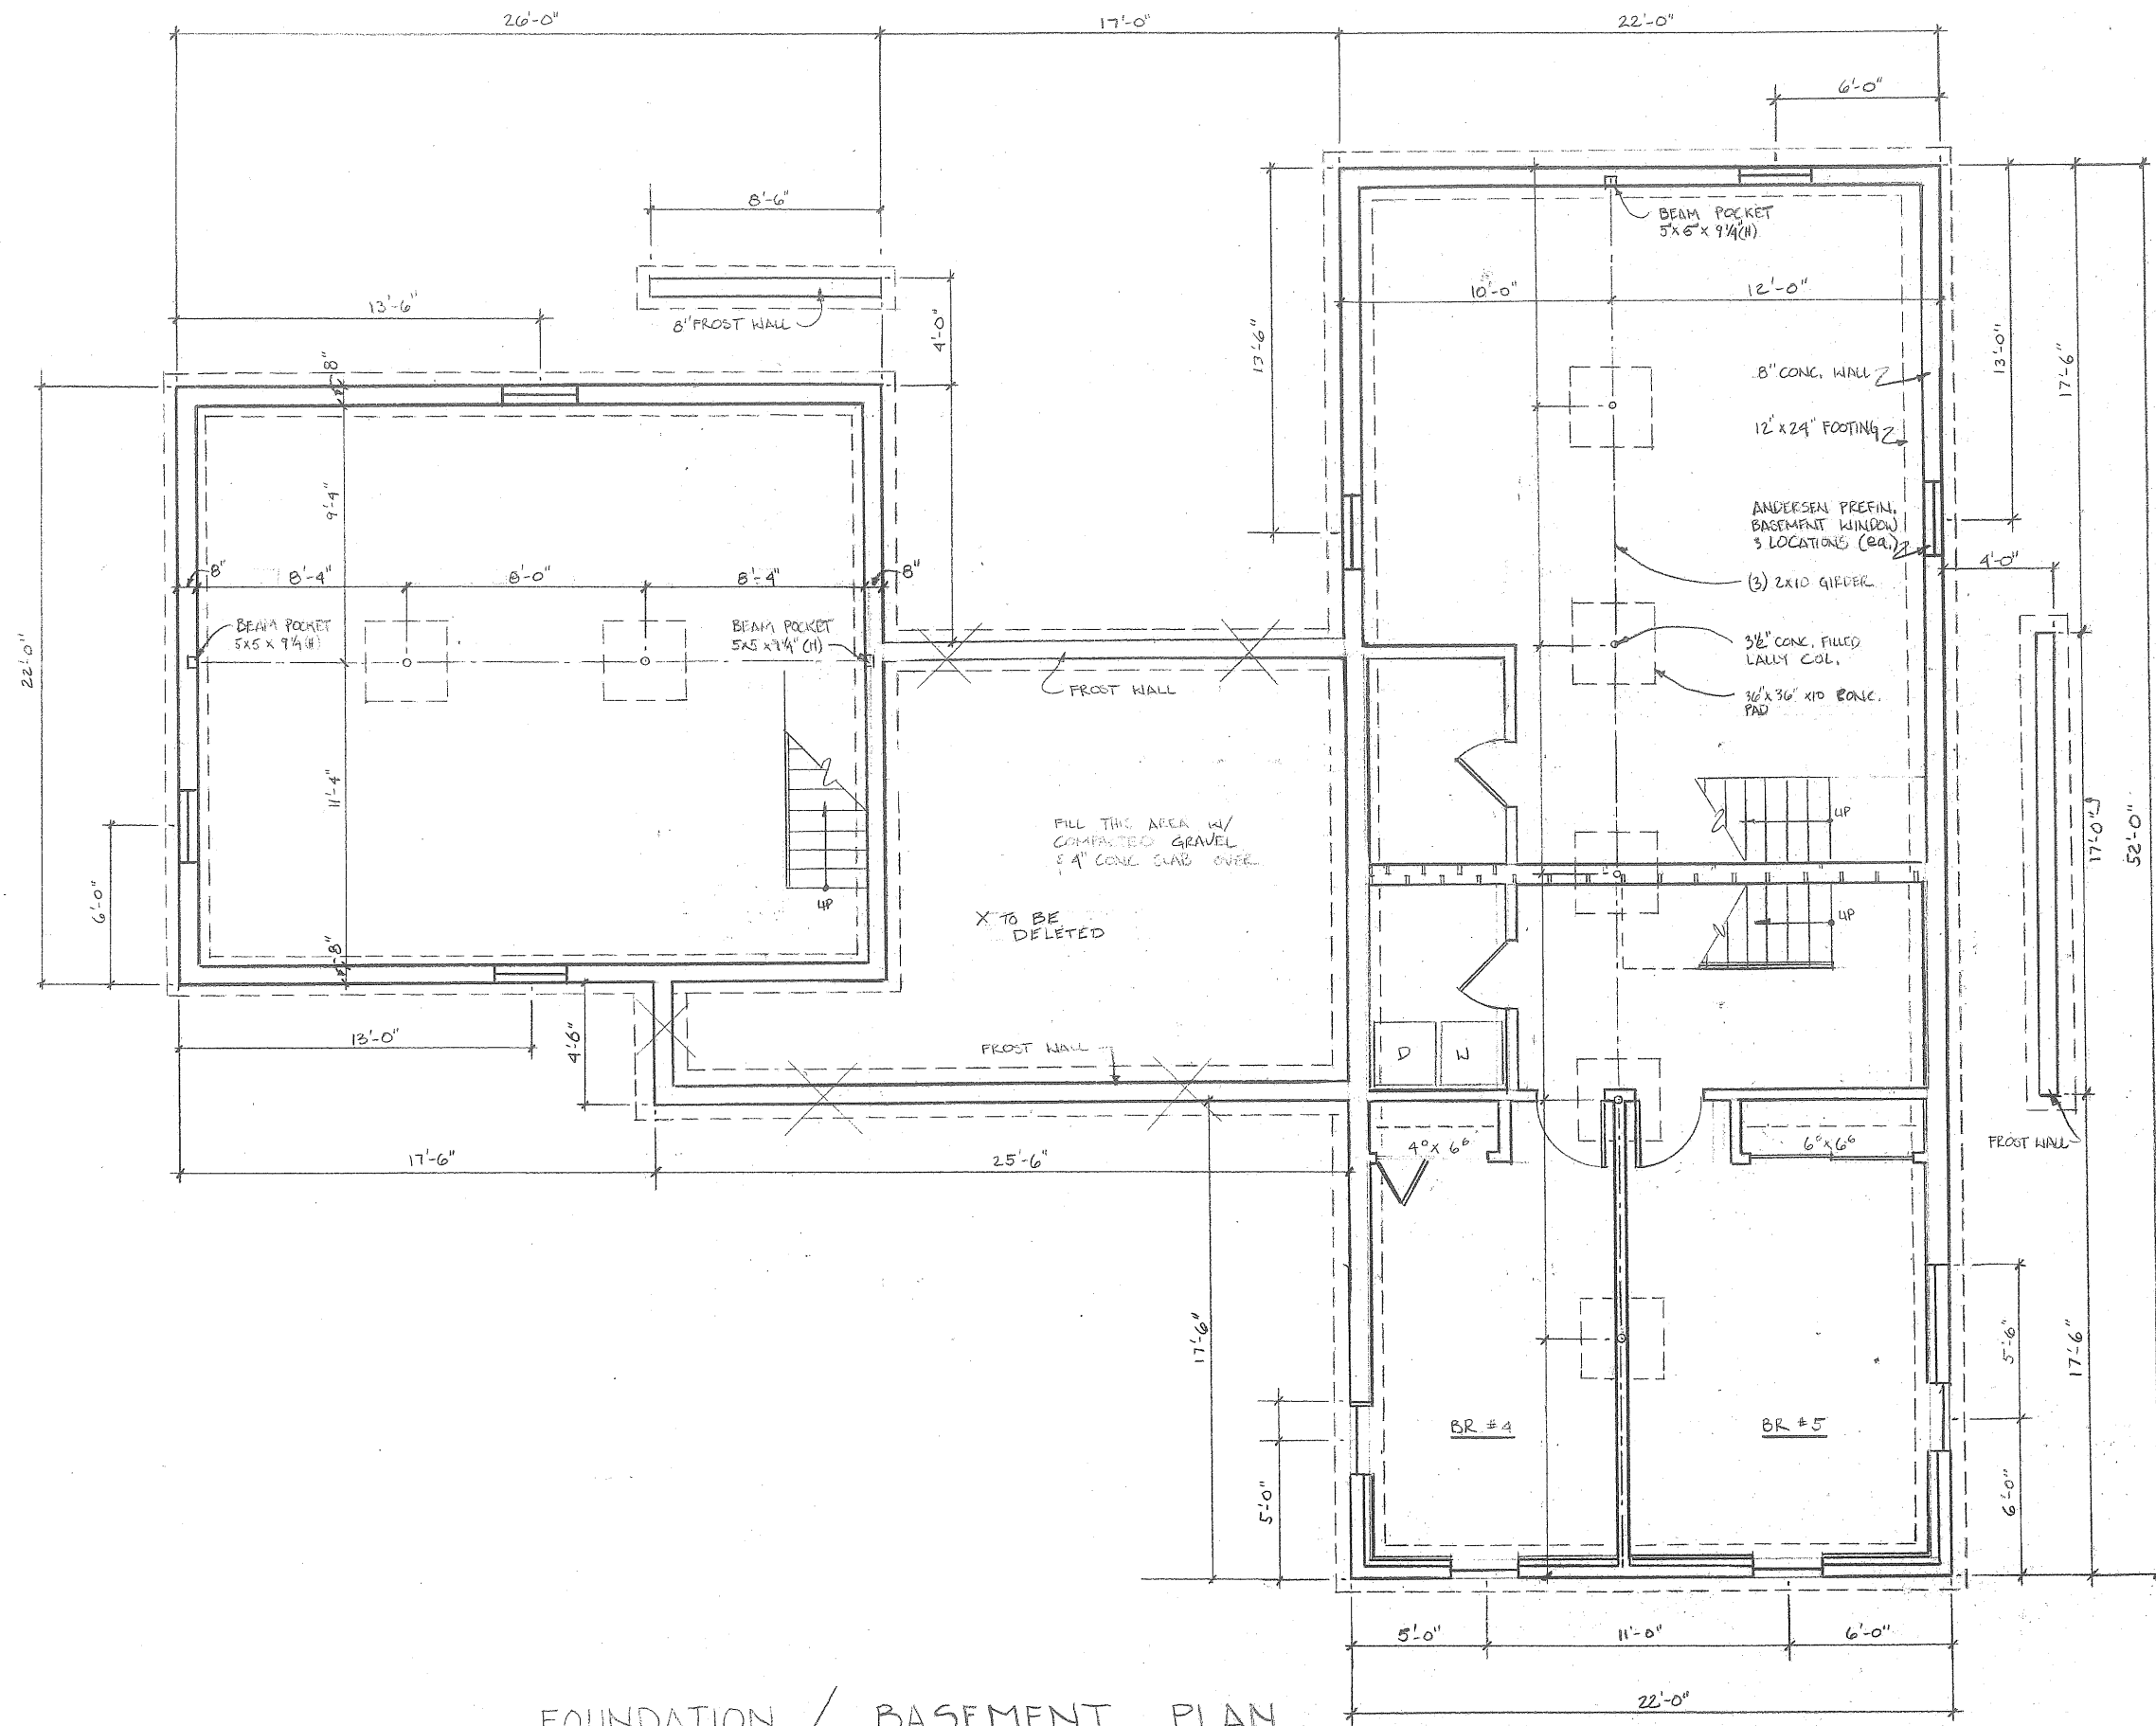 26'-0"
17'-0"
22'-0"
6'-0"
8'-6"
8" FROST WALL
4'-0"
13'-6"
8"
9'-4"
8"
8'-4"
8'-0"
8'-4"
8"
BEAM POCKET
5x5 x 9¼(H)
BEAM POCKET
5x5 x 9¼"(H)
22'-0"
11'-4"
8"
6'-0"
UP
13'-0"
4'-6"
17'-6"
25'-6"
FROST WALL
FILL THIS AREA W/
COMPACTED GRAVEL
& 4" CONC SLAB OVER
X TO BE
DELETED
FROST WALL
BEAM POCKET
5"x 5"x 9¼"(H)
10'-0"
12'-0"
13'-6"
13'-0"
17'-6"
8" CONC. WALL
12" x 24" FOOTING
ANDERSEN PREFIN.
BASEMENT WINDOW
3 LOCATIONS (ea.)
4'-0"
(3) 2x10 GIRDER
3½" CONC. FILLED
LALLY COL.
36"x 36" x10 CONC.
PAD
UP
UP
17'-0"
52'-0"
FROST WALL
D
W
4⁰ x 6⁶
6⁰ x 6⁶
17'-6"
5'-0"
BR #4
BR #5
5'-6"
6'-0"
17'-6"
5'-0"
11'-0"
6'-0"
22'-0"
FOUNDATION / BASEMENT PLAN